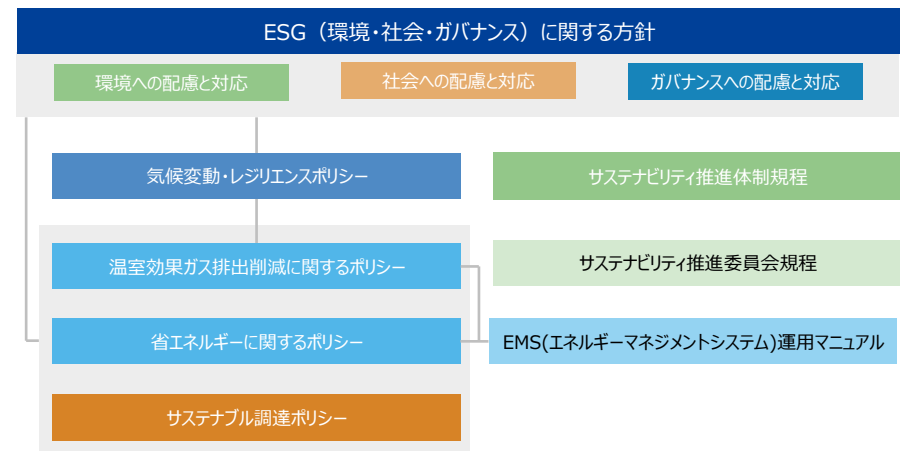 ESG（環境・社会・ガバナンス）に関する方針
環境への配慮と対応
社会への配慮と対応
ガバナンスへの配慮と対応
気候変動・レジリエンスポリシー
サステナビリティ推進体制規程
温室効果ガス排出削減に関するポリシー
サステナビリティ推進委員会規程
省エネルギーに関するポリシー
EMS(エネルギーマネジメントシステム)運用マニュアル
サステナブル調達ポリシー